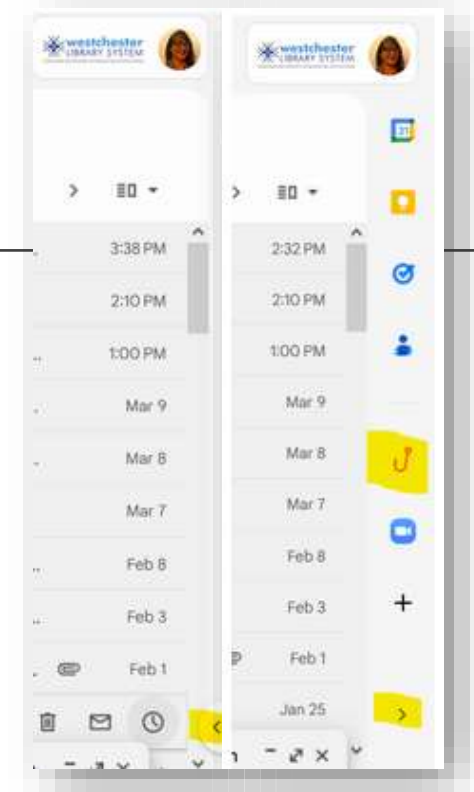 westchester
LIBRARY SYSTEM
3:38 PM
2:10 PM
1:00 PM
Mar 9
Mar 8
Mar 7
Feb 8
Feb 3
Feb 1
westchester
LIBRARY SYSTEM
31
2:32 PM
2:10 PM
1:00 PM
Mar 9
Mar 8
Mar 7
Feb 8
Feb 3
Feb 1
Jan 25